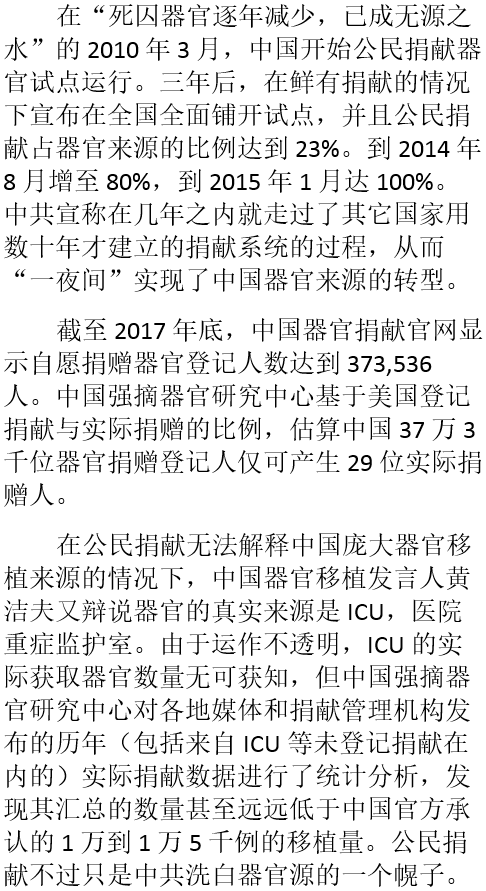 在“死囚器官逐年减少，已成无源之
水”的 2010 年 3 月，中国开始公民捐献器
官试点运行。三年后，在鲜有捐献的情况
下宣布在全国全面铺开试点，并且公民捐
献占器官来源的比例达到 23%。到 2014 年
8 月增至 80%，到 2015 年 1 月达 100%。
中共宣称在几年之内就走过了其它国家用
数十年才建立的捐献系统的过程，从而
“一夜间”实现了中国器官来源的转型。
截至 2017 年底，中国器官捐献官网显
示自愿捐赠器官登记人数达到 373,536
人。中国强摘器官研究中心基于美国登记
捐献与实际捐赠的比例，估算中国 37 万 3
千位器官捐赠登记人仅可产生 29 位实际捐
赠人。
在公民捐献无法解释中国庞大器官移
植来源的情况下，中国器官移植发言人黄
洁夫又辩说器官的真实来源是 ICU，医院
重症监护室。由于运作不透明，ICU 的实
际获取器官数量无可获知，但中国强摘器
官研究中心对各地媒体和捐献管理机构发
布的历年（包括来自 ICU 等未登记捐献在
内的）实际捐献数据进行了统计分析，发
现其汇总的数量甚至远远低于中国官方承
认的 1 万到 1 万 5 千例的移植量。公民捐
献不过只是中共洗白器官源的一个幌子。